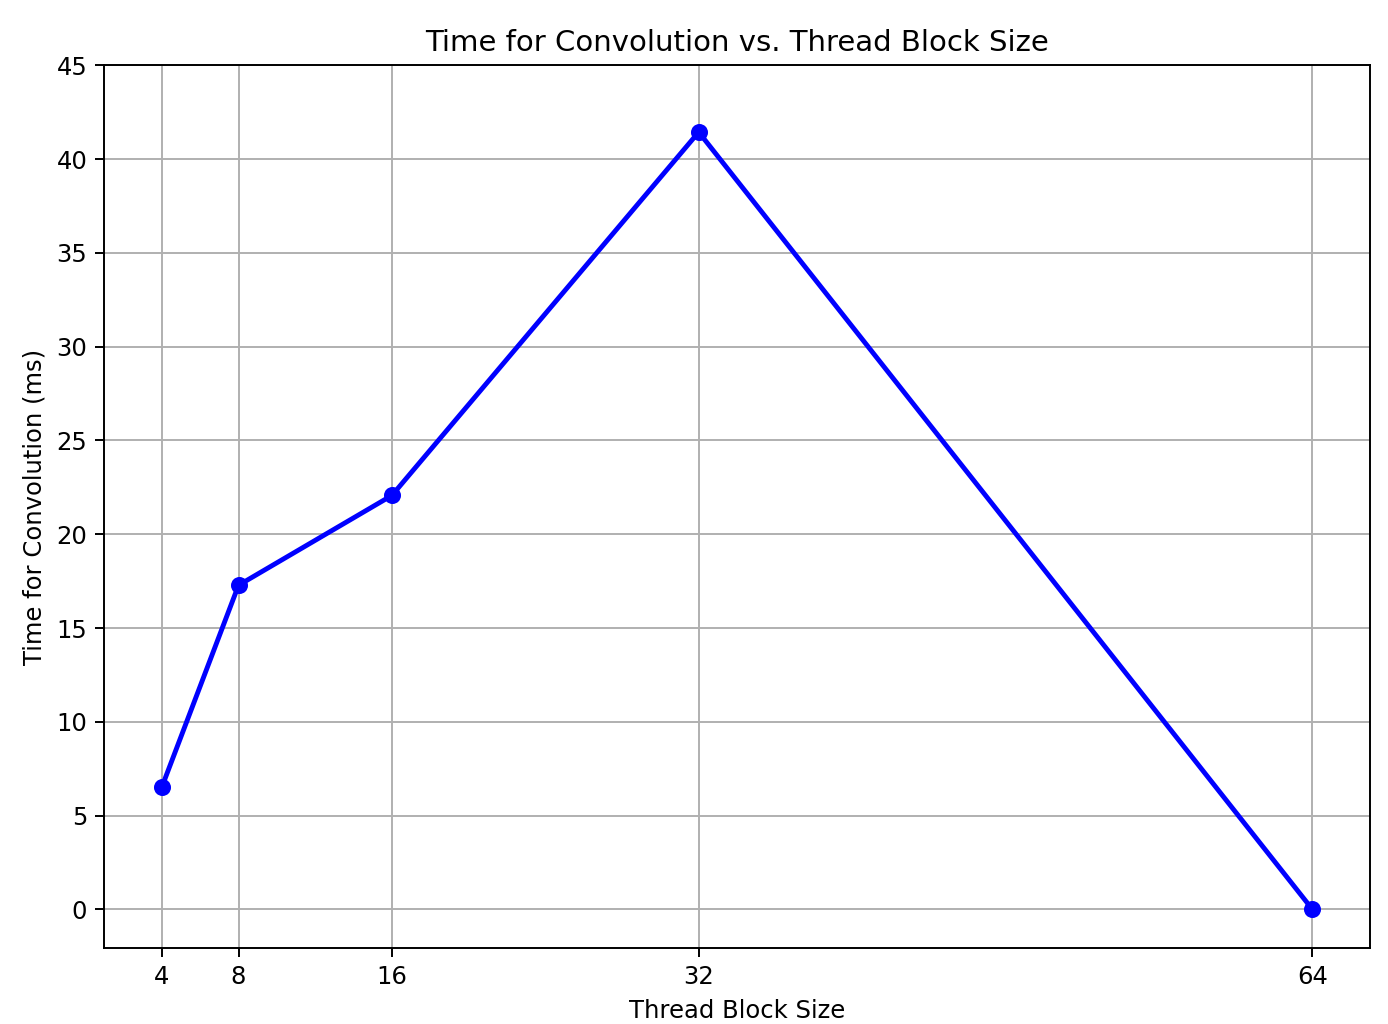 Time for Convolution vs. Thread Block Size
45
40
35
30
25
20
15
10
5
0
Time for Convolution (ms)
4 8 16 32 64
Thread Block Size